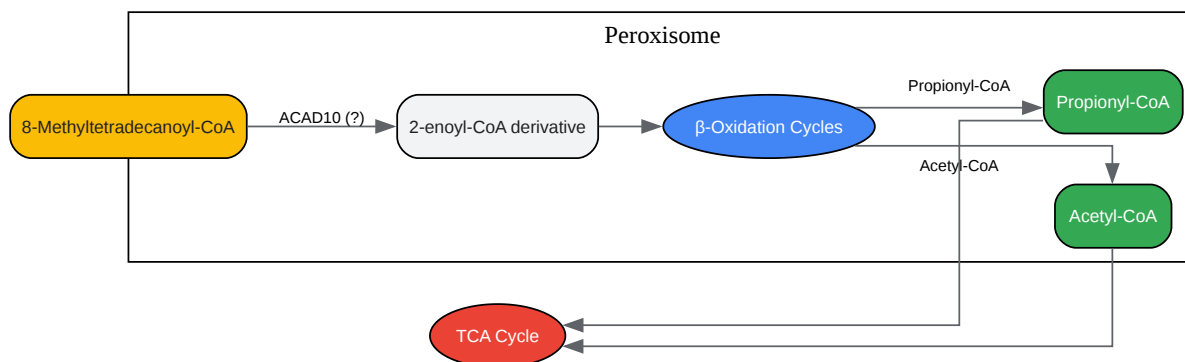 Peroxisome
8-Methyltetradecanoyl-CoA
ACAD10 (?)
2-enoyl-CoA derivative
β-Oxidation Cycles
Propionyl-CoA
Propionyl-CoA
Acetyl-CoA
Acetyl-CoA
TCA Cycle